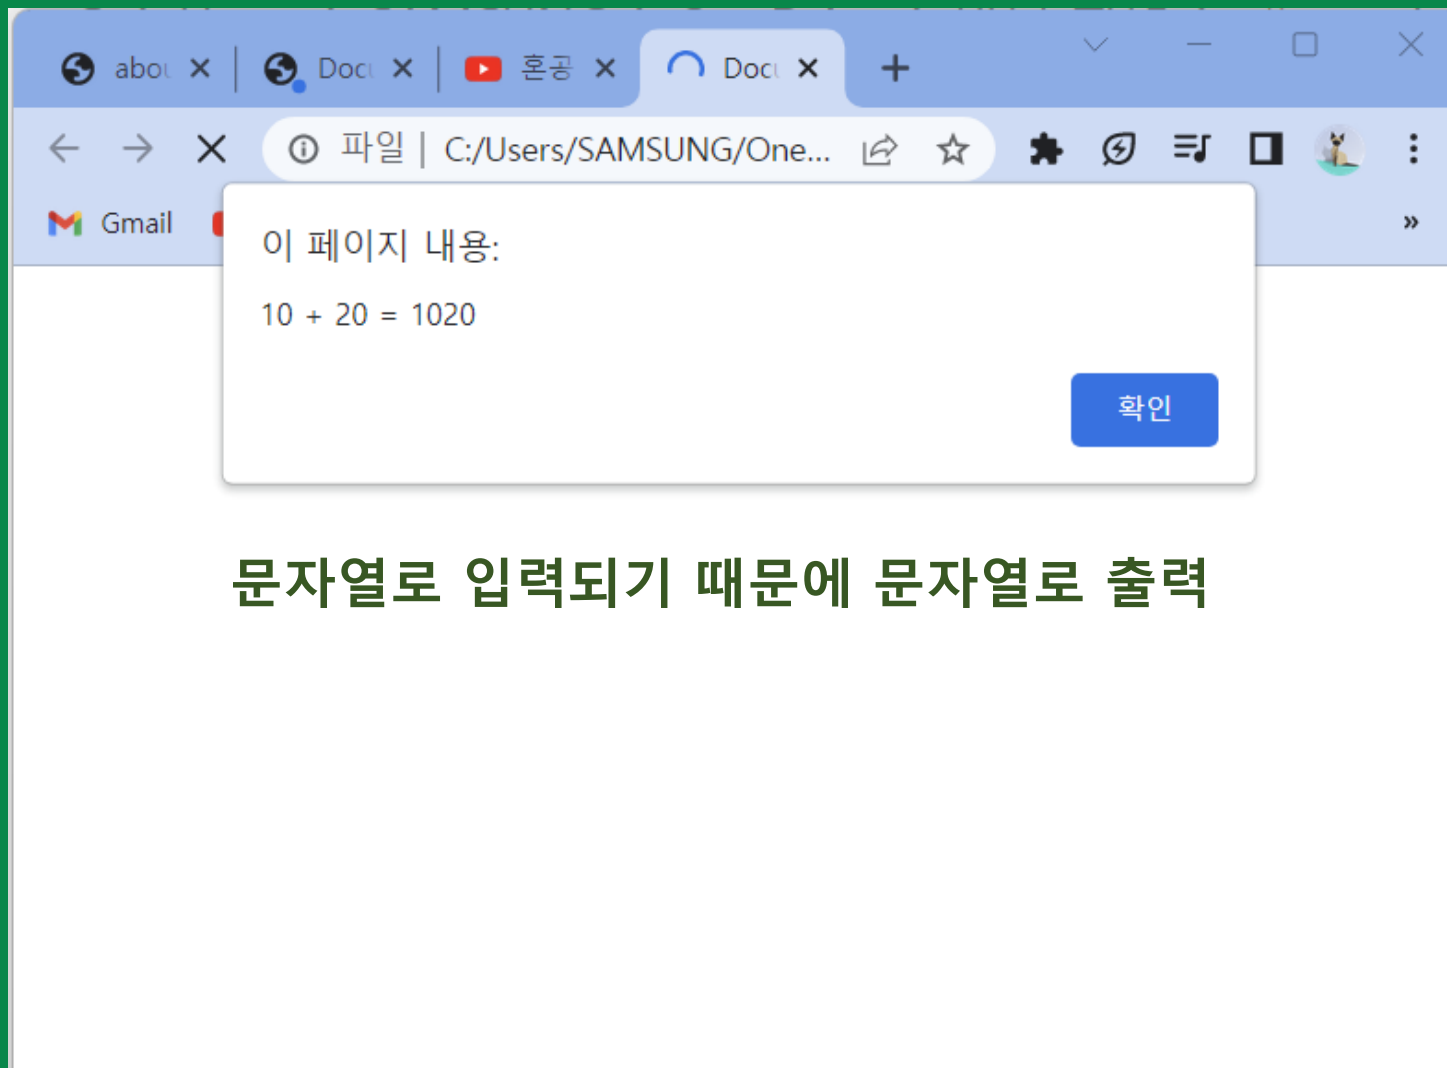 abou
Docu
혼공
Docu
파일 | C:/Users/SAMSUNG/One...
Gmail
»
이 페이지 내용:
10 + 20 = 1020
확인
문자열로 입력되기 때문에 문자열로 출력